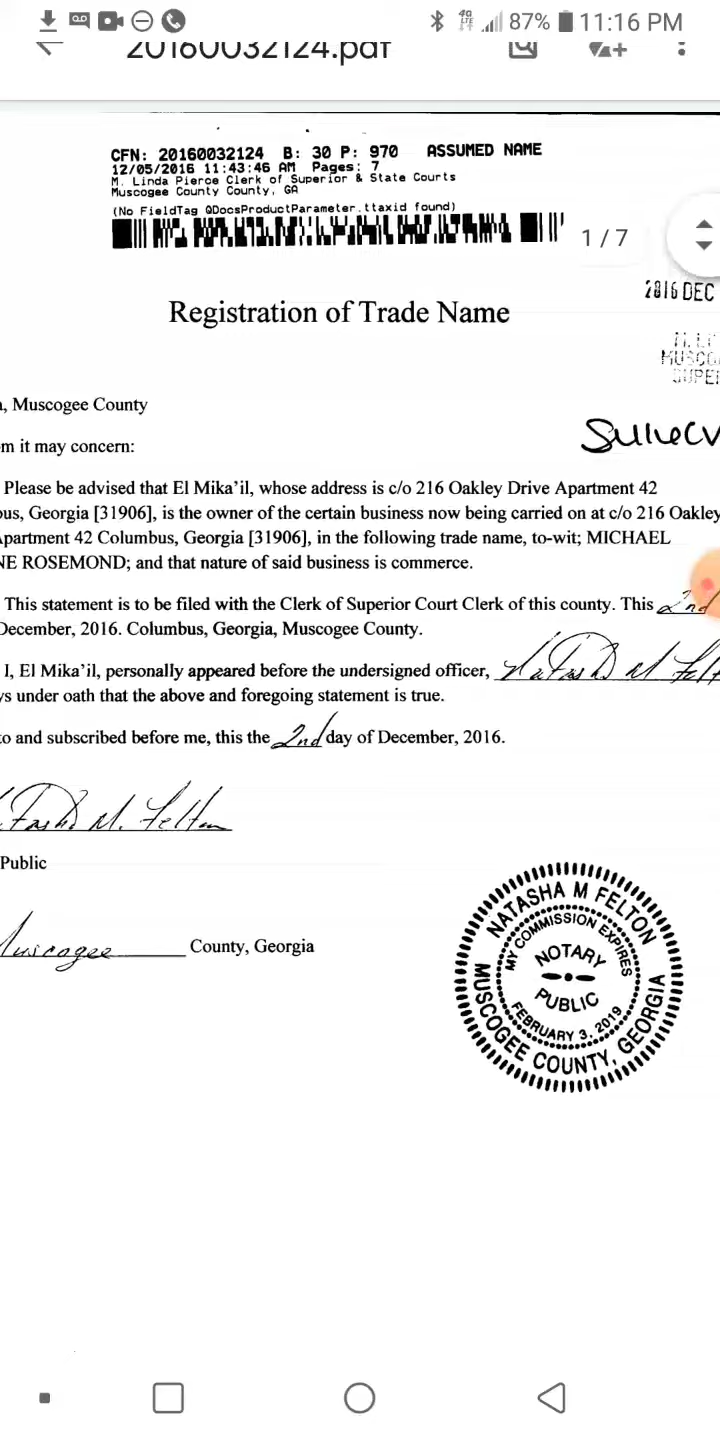 87% 11:16 PM
20160032124.pdf
CFN: 20160032124 B: 30 P: 970 ASSUMED NAME
12/05/2016 11:43:46 AM Pages: 7
M. Linda Pierce Clerk of Superior & State Courts
Muscogee County County, GA
(No FieldTag QDocsProductParameter.ttaxid found)
1/7
2016 DEC
Registration of Trade Name
, Muscogee County
m it may concern:
Please be advised that El Mika'il, whose address is c/o 216 Oakley Drive Apartment 42
bus, Georgia [31906], is the owner of the certain business now being carried on at c/o 216 Oakley
partment 42 Columbus, Georgia [31906], in the following trade name, to-wit; MICHAEL
NE ROSEMOND; and that nature of said business is commerce.
This statement is to be filed with the Clerk of Superior Court Clerk of this county. This 2nd
December, 2016. Columbus, Georgia, Muscogee County.
I, El Mika'il, personally appeared before the undersigned officer, Natasha M Felt
ys under oath that the above and foregoing statement is true.
to and subscribed before me, this the 2nd day of December, 2016.
tasha M. Felton
Public
Muscogee County, Georgia
NATASHA M FELTON
MY COMMISSION EXPIRES
NOTARY
PUBLIC
FEBRUARY 3, 2019
MUSCOGEE COUNTY, GEORGIA